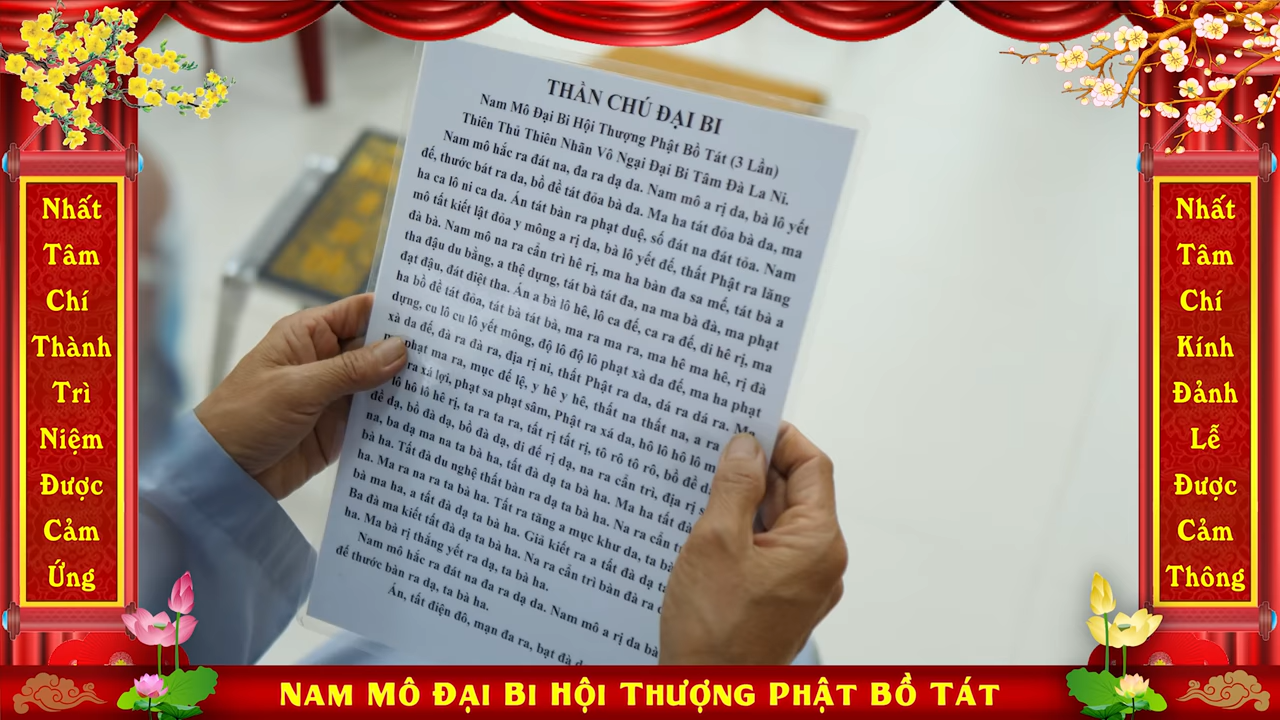 THẦN CHÚ ĐẠI BI
Nam Mô Đại Bi Hội Thượng Phật Bồ Tát (3 Lần)
Thiên Thủ Thiên Nhãn Vô Ngại Đại Bi Tâm Đà La Ni.
Nam mô hắc ra đát na, đa ra dạ da. Nam mô a rị da, bà lô yết
đế, thước bát ra da, bồ đề tát đỏa bà da. Ma ha tát đỏa bà da, ma
ha ca lô ni ca da. Án tát bàn ra phạt duệ, số đát na đát tỏa. Nam
mô tất kiết lật đỏa y mông a rị da, bà lô yết đế, thất Phật ra lăng
đà bà. Nam mô na ra cẩn trì hê rị, ma ha bàn đa sa mế, tát bà a
tha đậu du bằng, a thệ dựng, tát bà tát đa, na ma bà đà, ma phạt
đạt đậu, đát điệt tha. Án a bà lô hê, lô ca đế, ca ra đế, di hê rị, ma
ha bồ đề tát đỏa, tát bà tát bà, ma ra ma ra, ma hê ma hê, rị đà
dựng, cu lô cu lô yết mông, độ lô độ lô phạt xà da đế, ma ha phạt
xà da đế, đà ra đà ra, địa rị ni, thất Phật ra da, dá ra dá ra. Ma
phạt ma ra, mục đế lệ, y hê y hê, thất na thất na, a ra
ra xá lợi, phạt sa phạt sâm, Phật ra xá da, hô lô hô lô m
lô hô lô hê rị, ta ra ta ra, tất rị tất rị, tô rô tô rô, bồ đề d
đề dạ, bồ đà dạ, bồ đà dạ, di đế rị dạ, na ra cẩn trì, địa rị s
na, ba dạ ma na ta bà ha, tất đà dạ ta bà ha. Ma ha tất đà
bà ha. Tất đà du nghệ thất bàn ra dạ ta bà ha. Na ra cẩn t
ha. Ma ra na ra ta bà ha. Tất ra tăng a mục khư da, ta bà
bà ma ha, a tất đà dạ ta bà ha. Giả kiết ra a tất đà dạ ta
Ba đà ma kiết tất đà dạ ta bà ha. Na ra cẩn trì bàn đà ra d
ha. Ma bà rị thắng yết ra dạ, ta bà ha.
Nam mô hắc ra đát na đa ra dạ da. Nam mô a rị da bà
đế thước bàn ra dạ, ta bà ha.
Án, tất điện đô, mạn đa ra, bạt đà
Nhất
Tâm
Chí
Thành
Trì
Niệm
Được
Cảm
Ứng
Nhất
Tâm
Chí
Kính
Đảnh
Lễ
Được
Cảm
Thông
Nam Mô Đại Bi Hội Thượng Phật Bồ Tát